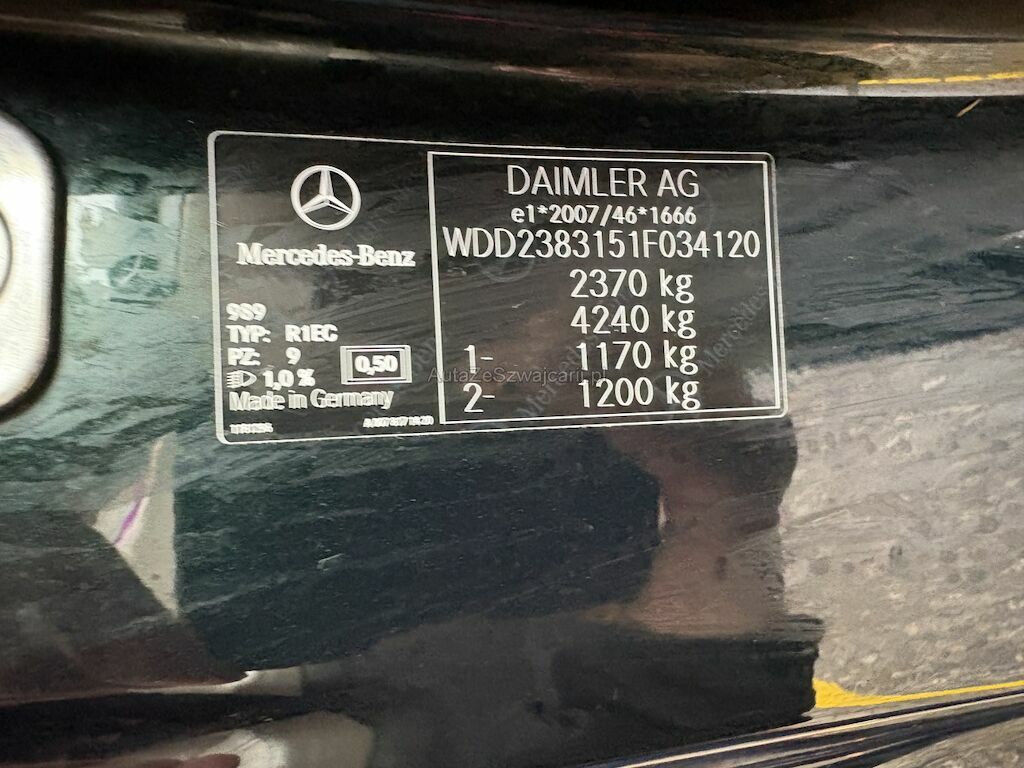 Mercedes-Benz
989
TYP: R1EC
PZ: 9
1,0 %
0,50
Made in Germany
DAIMLER AG
e1*2007/46*1666
WDD2383151F034120
2370 kg
4240 kg
1- 1170 kg
2- 1200 kg
AutaZeSzwajcarii.pl